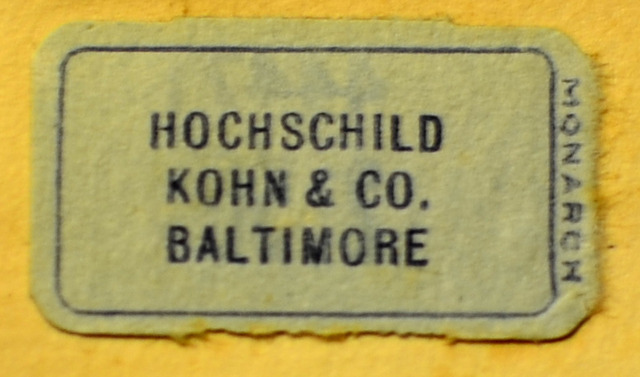 HOCHSCHILD
KOHN & CO.
BALTIMORE
MONARCH